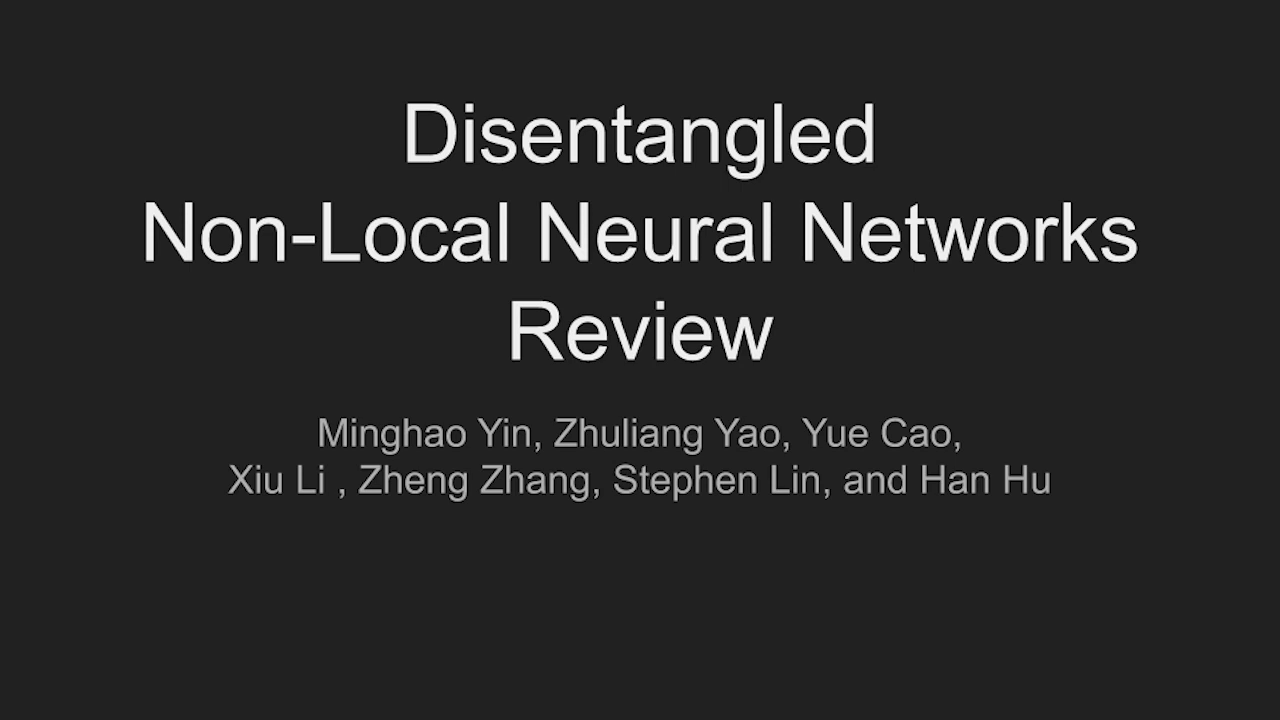 Disentangled
Non-Local Neural Networks
Review
Minghao Yin, Zhuliang Yao, Yue Cao,
Xiu Li , Zheng Zhang, Stephen Lin, and Han Hu